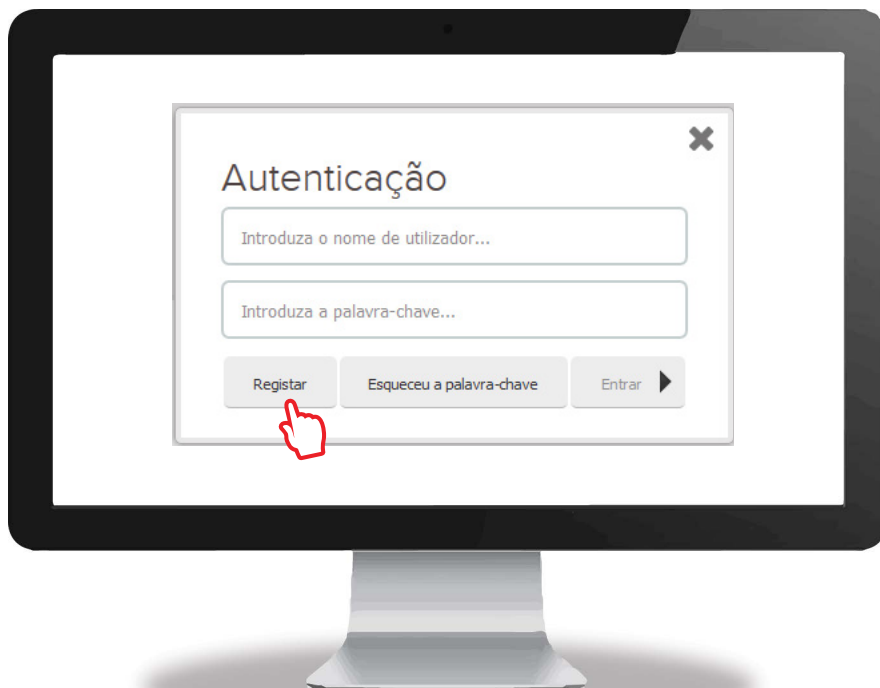 Autenticação
Introduza o nome de utilizador...
Introduza a palavra-chave...
Registar Esqueceu a palavra-chave Entrar